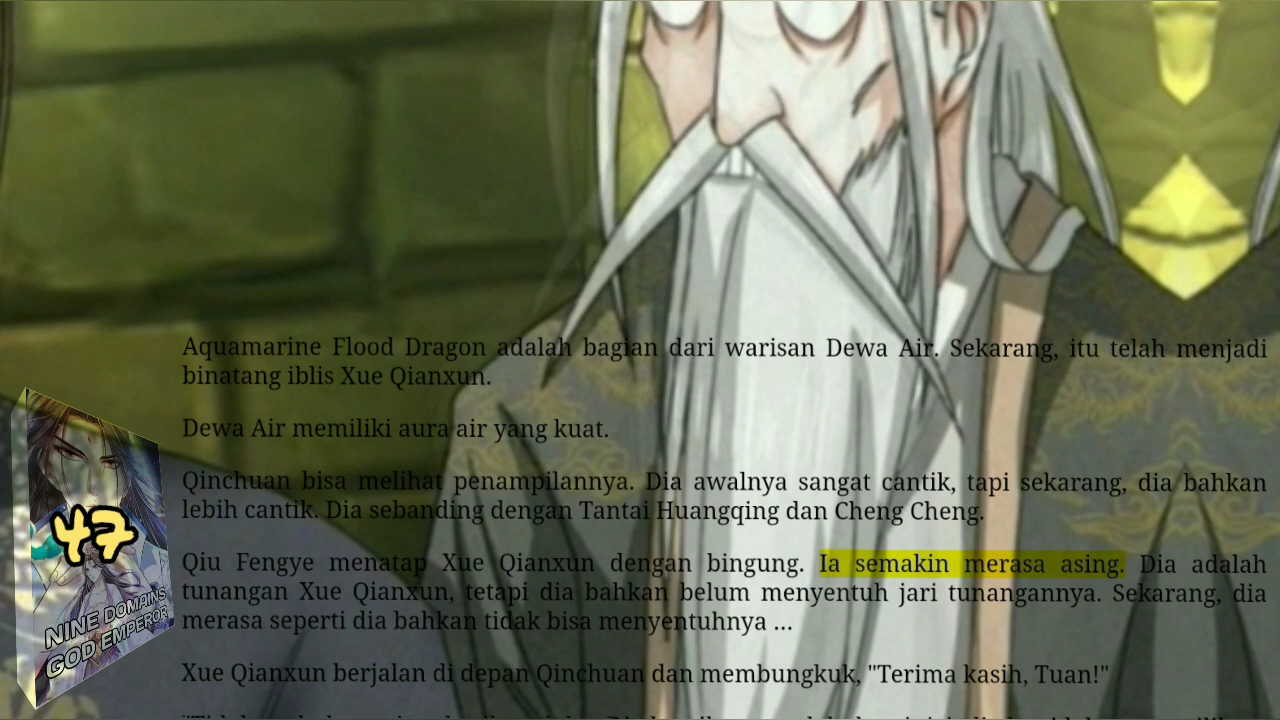 Aquamarine Flood Dragon adalah bagian dari warisan Dewa Air. Sekarang, itu telah menjadi
binatang iblis Xue Qianxun.
Dewa Air memiliki aura air yang kuat.
Qinchuan bisa melihat penampilannya. Dia awalnya sangat cantik, tapi sekarang, dia bahkan
lebih cantik. Dia sebanding dengan Tantai Huangqing dan Cheng Cheng.
Qiu Fengye menatap Xue Qianxun dengan bingung. Ia semakin merasa asing. Dia adalah
tunangan Xue Qianxun, tetapi dia bahkan belum menyentuh jari tunangannya. Sekarang, dia
merasa seperti dia bahkan tidak bisa menyentuhnya ...
Xue Qianxun berjalan di depan Qinchuan dan membungkuk, "Terima kasih, Tuan!"
47
NINE DOMAINS
GOD EMPEROR